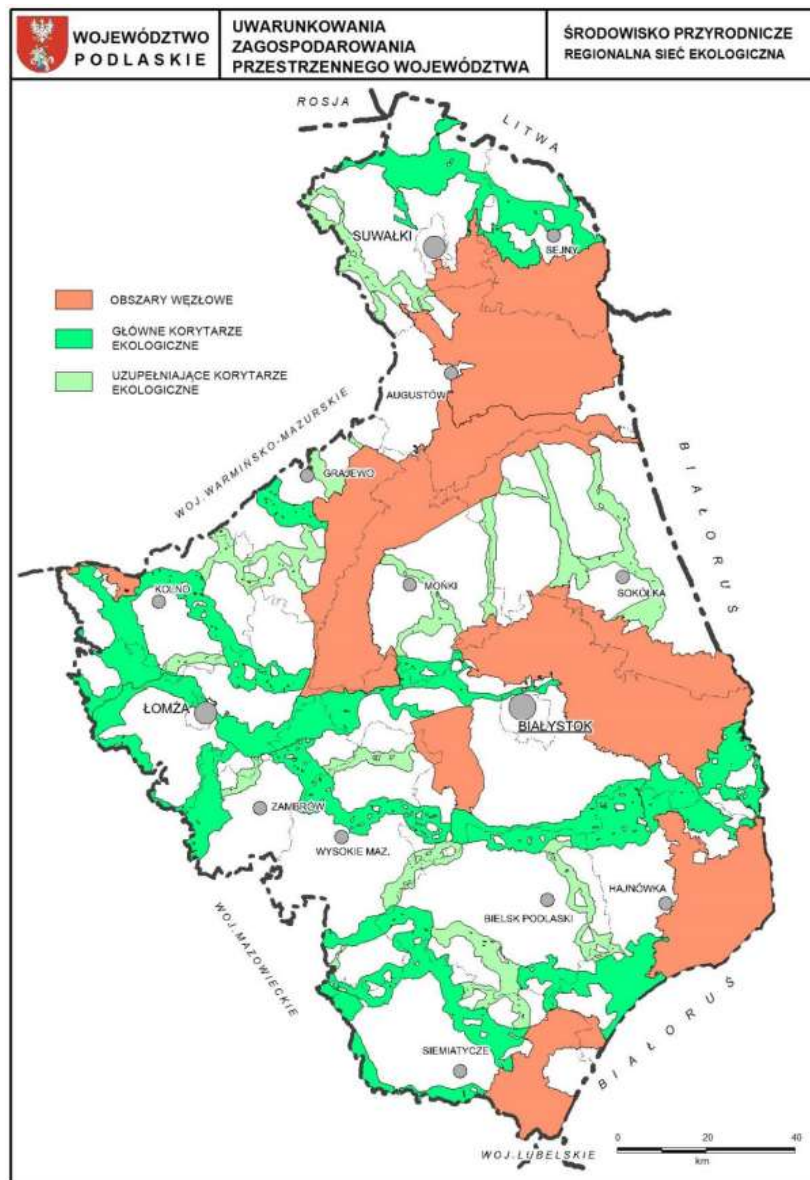 WOJEWÓDZTWO
PODLASKIE
UWARUNKOWANIA
ZAGOSPODAROWANIA
PRZESTRZENNEGO WOJEWÓDZTWA
ŚRODOWISKO PRZYRODNICZE
REGIONALNA SIEĆ EKOLOGICZNA
ROSJA
LITWA
SUWAŁKI
SEJNY
OBSZARY WĘZŁOWE
GŁÓWNE KORYTARZE
EKOLOGICZNE
UZUPEŁNIAJĄCE KORYTARZE
EKOLOGICZNE
AUGUSTÓW
WOJ.WARMIŃSKO-MAZURSKIE
GRAJEWO
BIAŁORUŚ
KOLNO
MOŃKI
SOKÓŁKA
ŁOMŻA
BIAŁYSTOK
ZAMBRÓW
WYSOKIE MAZ.
HAJNÓWKA
BIELSK PODLASKI
WOJ.MAZOWIECKIE
BIAŁORUŚ
SIEMIATYCZE
WOJ.LUBELSKIE
0 20 40
km